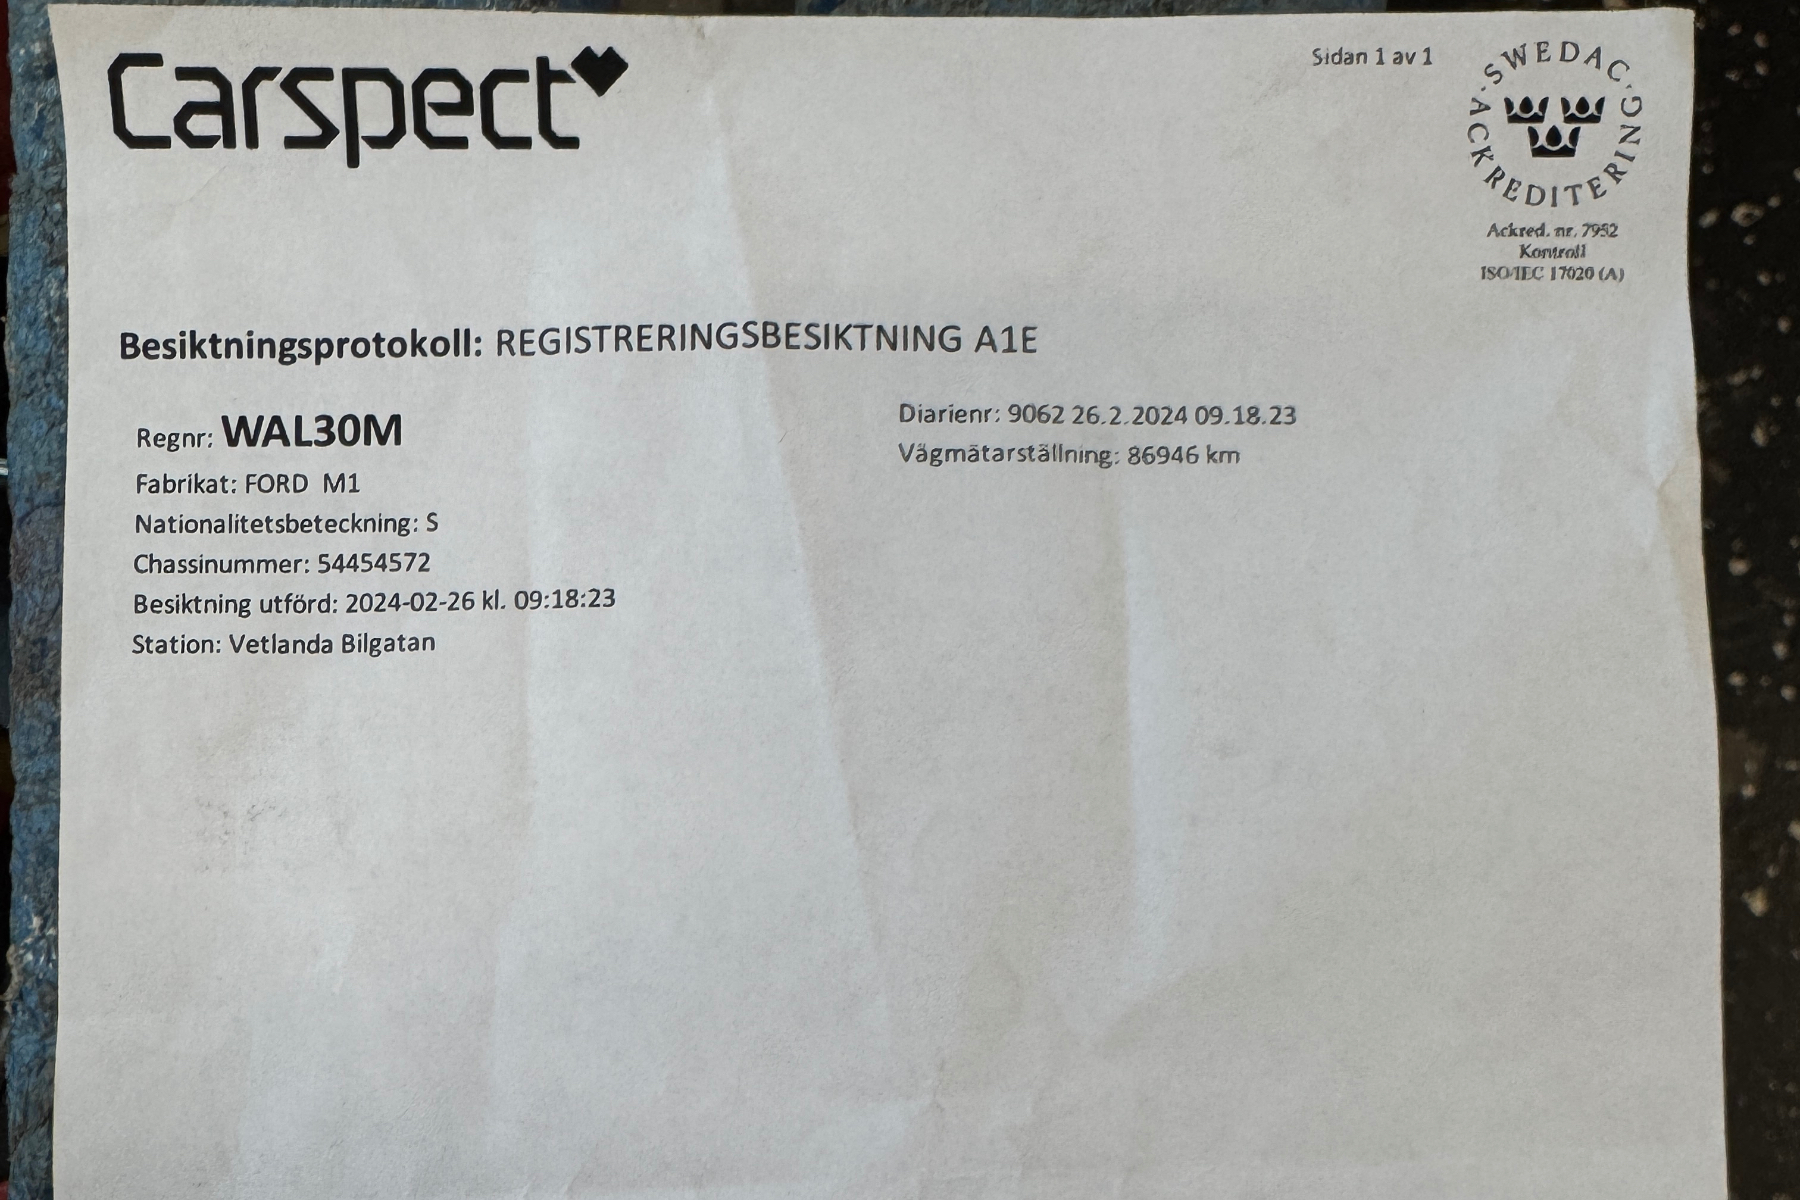 Carspect
Sidan 1 av 1
SWEDAC
ACKREDITERING
Ackred. nr. 7952
Kontroll
ISO/IEC 17020 (A)
Besiktningsprotokoll: REGISTRERINGSBESIKTNING A1E
Regnr: WAL30M
Fabrikat: FORD M1
Nationalitetsbeteckning: S
Chassinummer: 54454572
Besiktning utförd: 2024-02-26 kl. 09:18:23
Station: Vetlanda Bilgatan
Diarienr: 9062 26.2.2024 09.18.23
Vägmätarställning: 86946 km